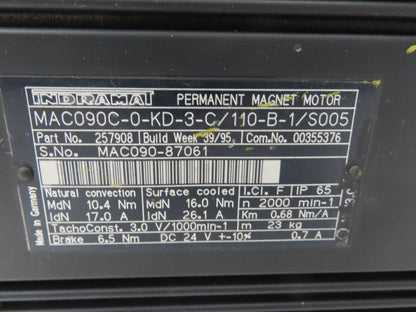 INDRAMAT PERMANENT MAGNET MOTOR
MAC090C-0-KD-3-C/110-B-1/S005
Part No. 257908 Build Week 39/95 Com.No. 00355376
S.No. MAC090-87061
Natural convection Surface cooled I.Cl. F IP 65
MdN 10.4 Nm MdN 16.0 Nm n 2000 min-1
IdN 17.0 A IdN 26.1 A Km 0.68 Nm/A
TachoConst. 3.0 V/1000min-1 m 23 kg
Brake 6.5 Nm DC 24 V +-10% 0.7 A
Made in Germany